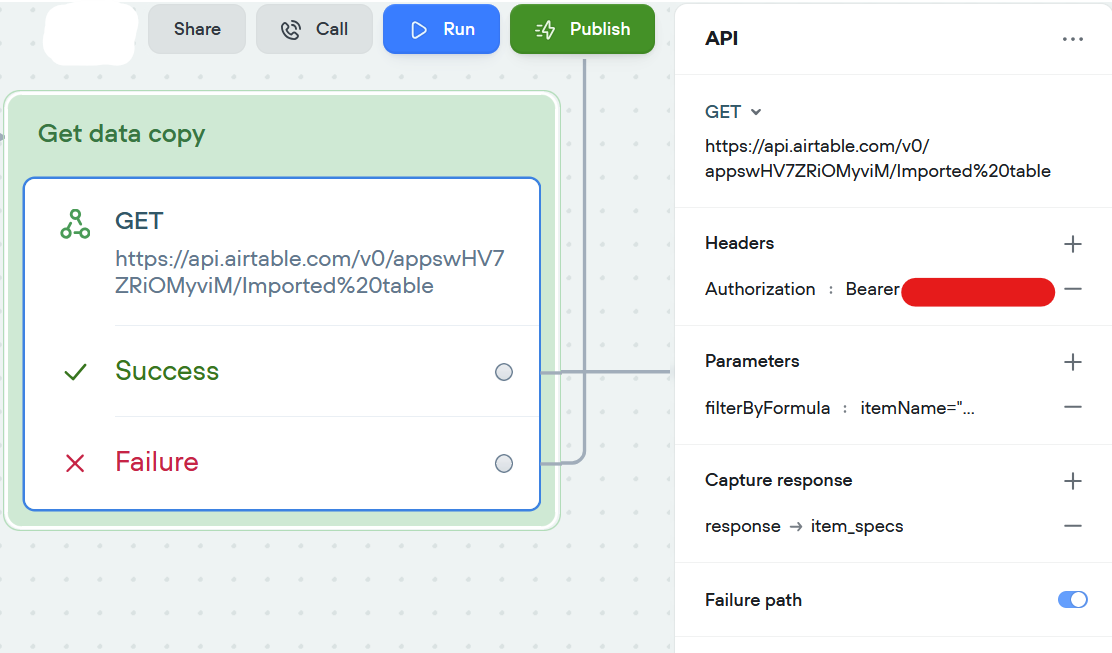 Share
Call
Run
Publish
Get data copy
GET
https://api.airtable.com/v0/appswHV7
ZRiOMyviM/Imported%20table
Success
Failure
API
GET
https://api.airtable.com/v0/
appswHV7ZRiOMyviM/Imported%20table
Headers
Authorization : Bearer
Parameters
filterByFormula : itemName="...
Capture response
response → item_specs
Failure path